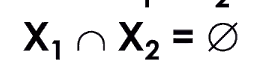 X₁ ∩ X₂ = ∅